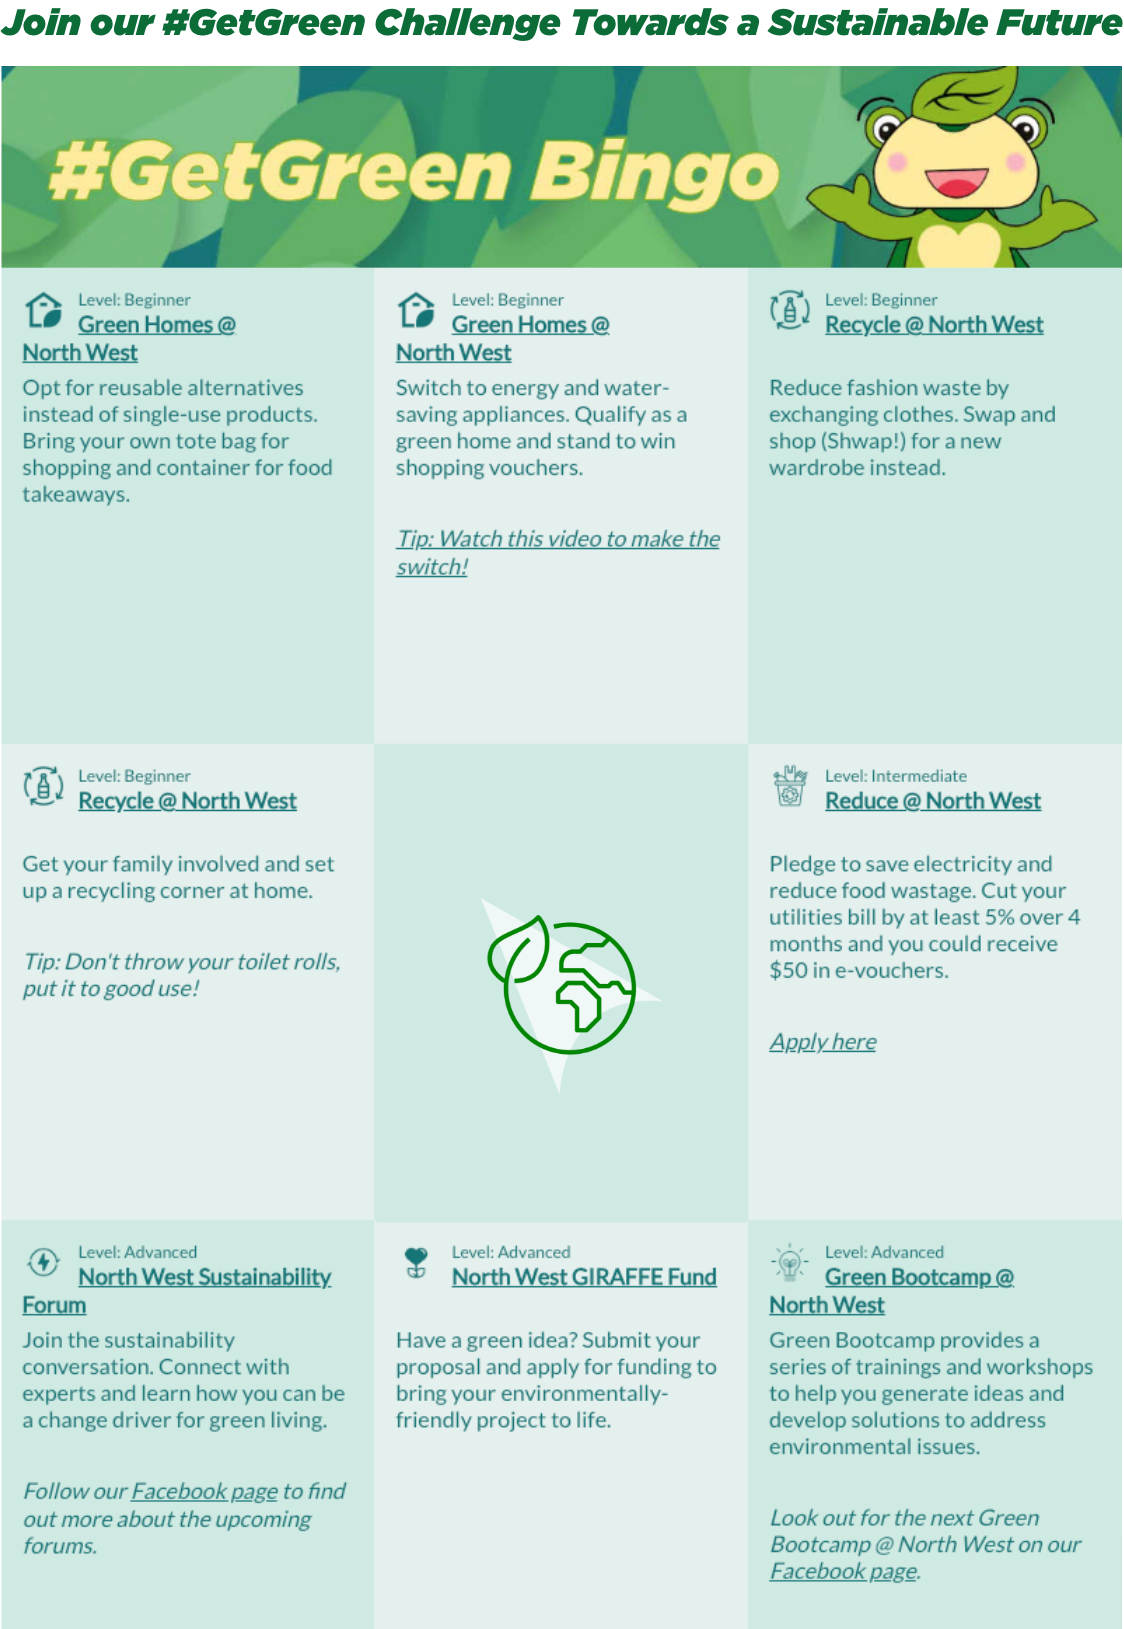 Join our #GetGreen Challenge Towards a Sustainable Future
#GetGreen Bingo
Level: Beginner
Green Homes @
North West
Opt for reusable alternatives
instead of single-use products.
Bring your own tote bag for
shopping and container for food
takeaways.
Level: Beginner
Green Homes @
North West
Switch to energy and water-
saving appliances. Qualify as a
green home and stand to win
shopping vouchers.
Tip: Watch this video to make the
switch!
Level: Beginner
Recycle @ North West
Reduce fashion waste by
exchanging clothes. Swap and
shop (Shwap!) for a new
wardrobe instead.
Level: Beginner
Recycle @ North West
Get your family involved and set
up a recycling corner at home.
Tip: Don't throw your toilet rolls,
put it to good use!
Level: Intermediate
Reduce @ North West
Pledge to save electricity and
reduce food wastage. Cut your
utilities bill by at least 5% over 4
months and you could receive
$50 in e-vouchers.
Apply here
Level: Advanced
North West Sustainability
Forum
Join the sustainability
conversation. Connect with
experts and learn how you can be
a change driver for green living.
Follow our Facebook page to find
out more about the upcoming
forums.
Level: Advanced
North West GIRAFFE Fund
Have a green idea? Submit your
proposal and apply for funding to
bring your environmentally-
friendly project to life.
Level: Advanced
Green Bootcamp @
North West
Green Bootcamp provides a
series of trainings and workshops
to help you generate ideas and
develop solutions to address
environmental issues.
Look out for the next Green
Bootcamp @ North West on our
Facebook page.